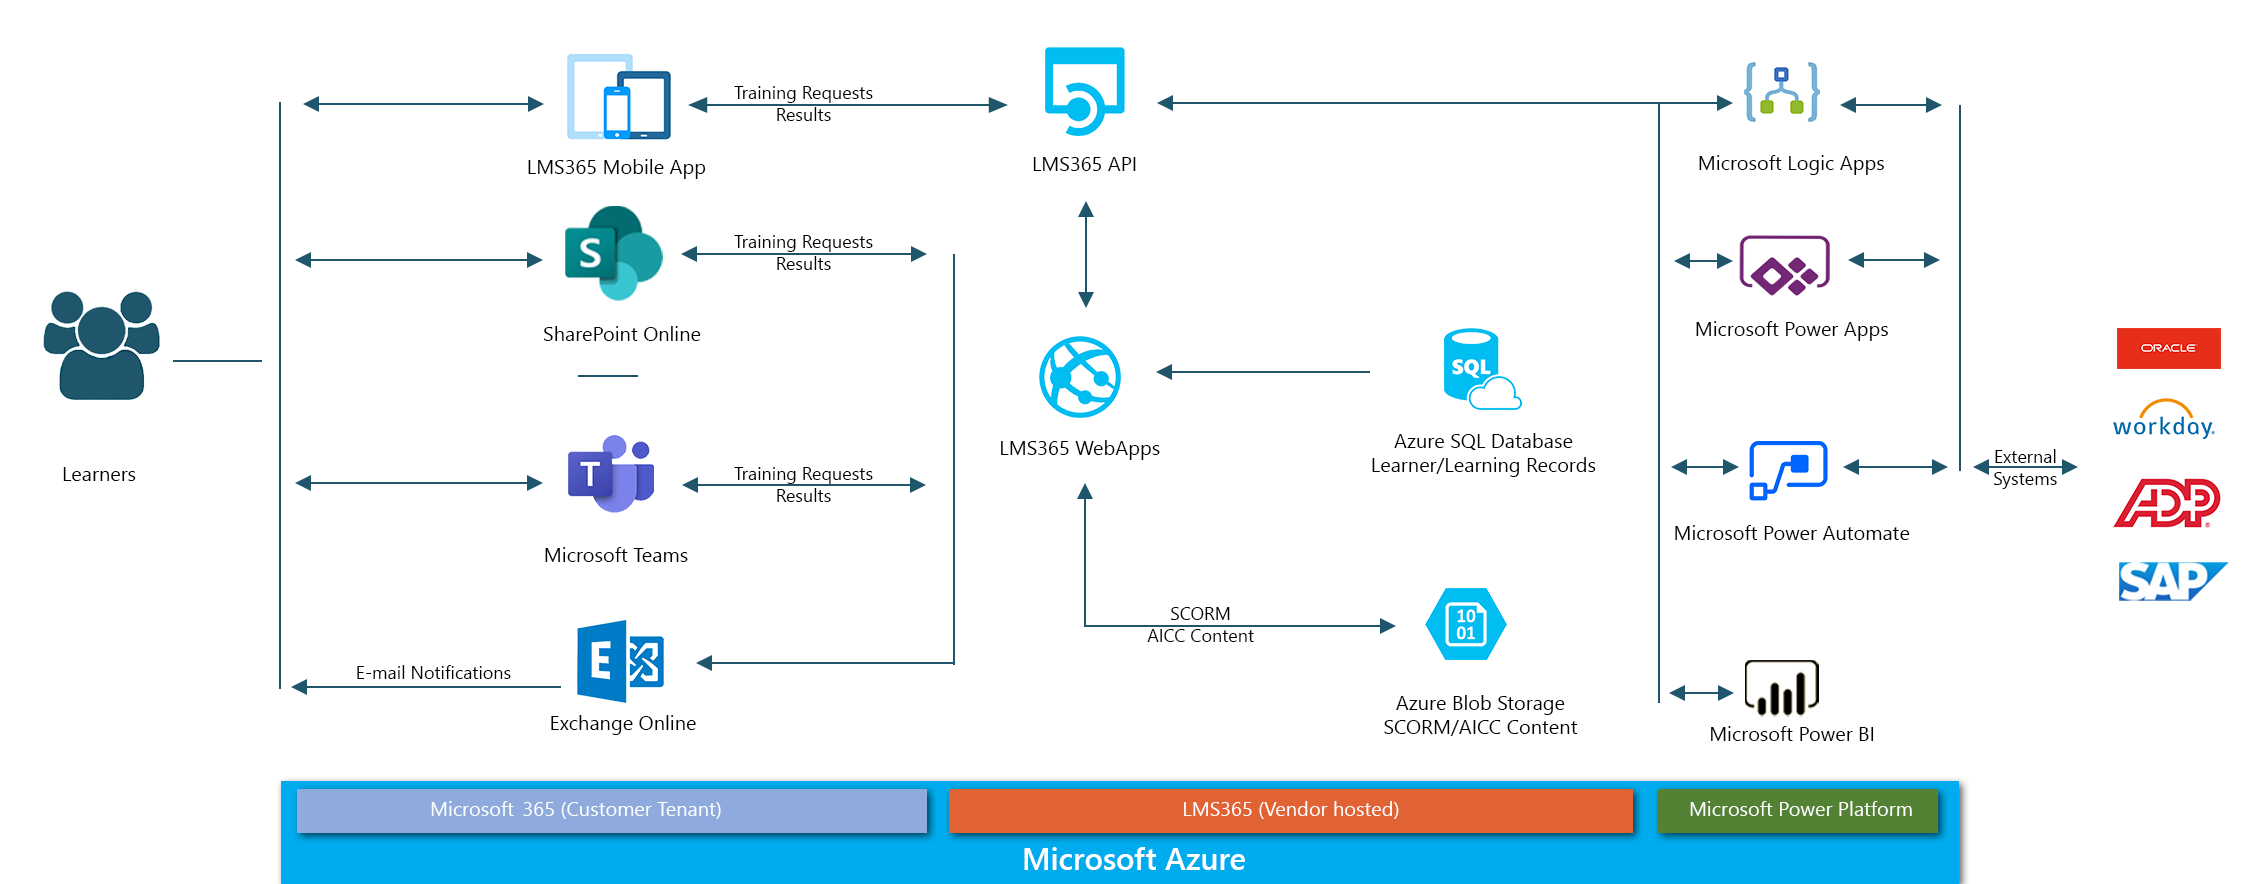 Training Requests
Results
LMS365 Mobile App
LMS365 API
Microsoft Logic Apps
S
Training Requests
Results
SharePoint Online
Microsoft Power Apps
ORACLE
SQL
workday.
Learners
T
Training Requests
Results
LMS365 WebApps
Azure SQL Database
Learner/Learning Records
External
Systems
ADP
Microsoft Teams
Microsoft Power Automate
SAP
E-mail Notifications
E
Exchange Online
SCORM
AICC Content
10
01
Azure Blob Storage
SCORM/AICC Content
Microsoft Power BI
Microsoft 365 (Customer Tenant)
LMS365 (Vendor hosted)
Microsoft Power Platform
Microsoft Azure